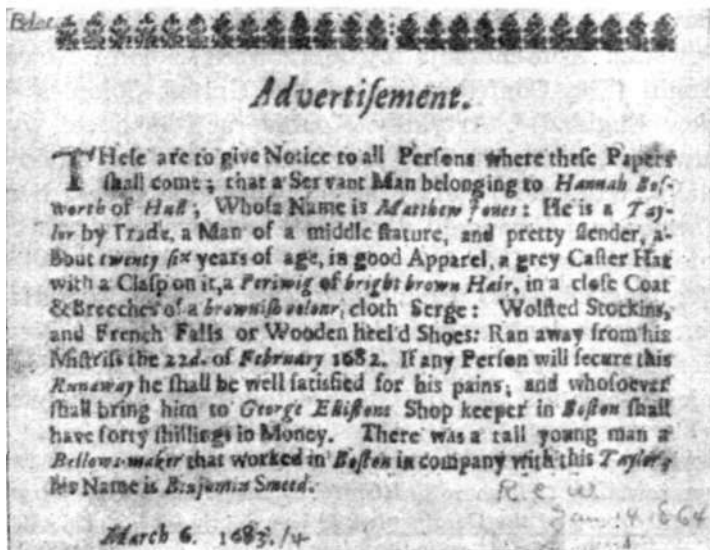 Advertiſement.
THeſe are to give Notice to all Perſons where theſe Papers
ſhall come; that a Servant Man belonging to Hannah Boſ-
worth of Hull; Whoſa Name is Matthew Jones: He is a Tay-
lor by Trade, a Man of a middle ſtature, and pretty ſlender, a-
bout twenty ſix years of age, in good Apparel, a grey Caſter Hat
with a Claſp on it, a Periwig of bright brown Hair, in a cloſe Coat
& Breeches of a browniſh colour, cloth Serge: Wolſted Stockins,
and French Falls or Wooden heel'd Shoes: Ran away from his
Miſtriſs the 22d. of February 1682. If any Perſon will ſecure this
Runaway he ſhall be well ſatisfied for his pains; and whoſoever
ſhall bring him to George Elliſtons Shop keeper in Boſton ſhall
have forty ſhillings in Money. There was a tall young man a
Bellows-maker that worked in Boſton in company with this Taylor,
his Name is Benjamin Smeed.
R. C. W.
Jan. 14 1864
March 6. 1683./4